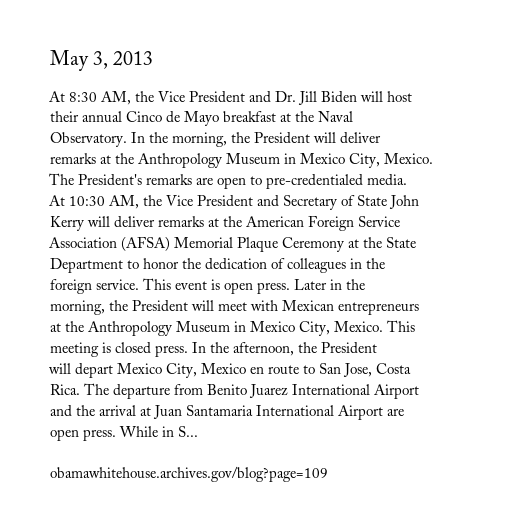 May 3, 2013
At 8:30 AM, the Vice President and Dr. Jill Biden will host
their annual Cinco de Mayo breakfast at the Naval
Observatory. In the morning, the President will deliver
remarks at the Anthropology Museum in Mexico City, Mexico.
The President's remarks are open to pre-credentialed media.
At 10:30 AM, the Vice President and Secretary of State John
Kerry will deliver remarks at the American Foreign Service
Association (AFSA) Memorial Plaque Ceremony at the State
Department to honor the dedication of colleagues in the
foreign service. This event is open press. Later in the
morning, the President will meet with Mexican entrepreneurs
at the Anthropology Museum in Mexico City, Mexico. This
meeting is closed press. In the afternoon, the President
will depart Mexico City, Mexico en route to San Jose, Costa
Rica. The departure from Benito Juarez International Airport
and the arrival at Juan Santamaria International Airport are
open press. While in S...
obamawhitehouse.archives.gov/blog?page=109